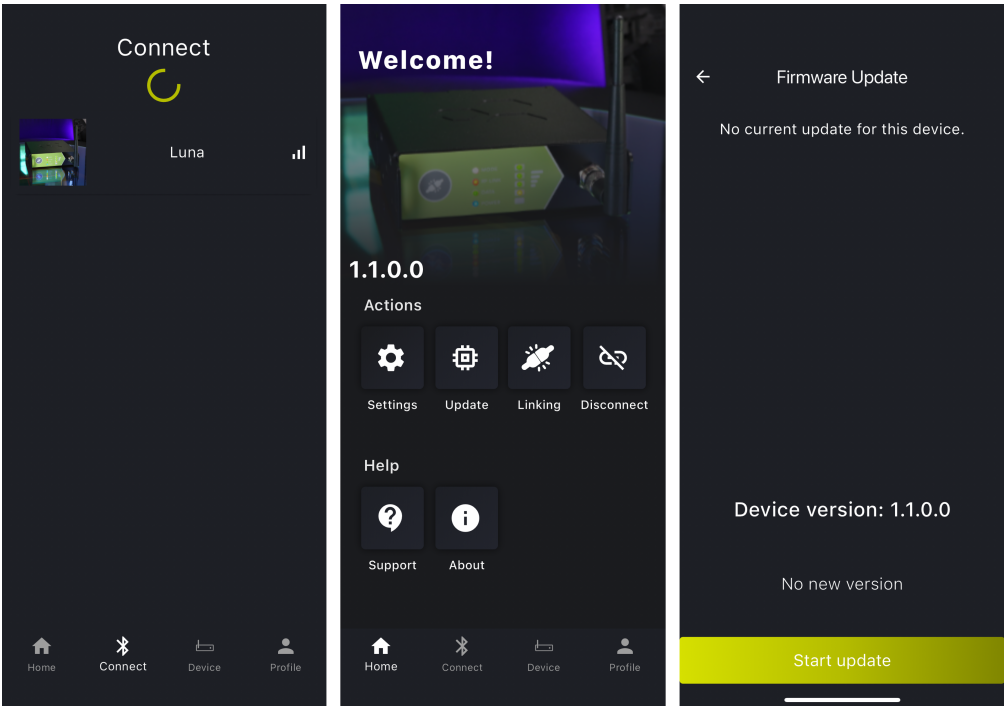 Connect
Luna
Home
Connect
Device
Profile
Welcome!
1.1.0.0
Actions
Settings
Update
Linking
Disconnect
Help
Support
About
Home
Connect
Device
Profile
Firmware Update
No current update for this device.
Device version: 1.1.0.0
No new version
Start update